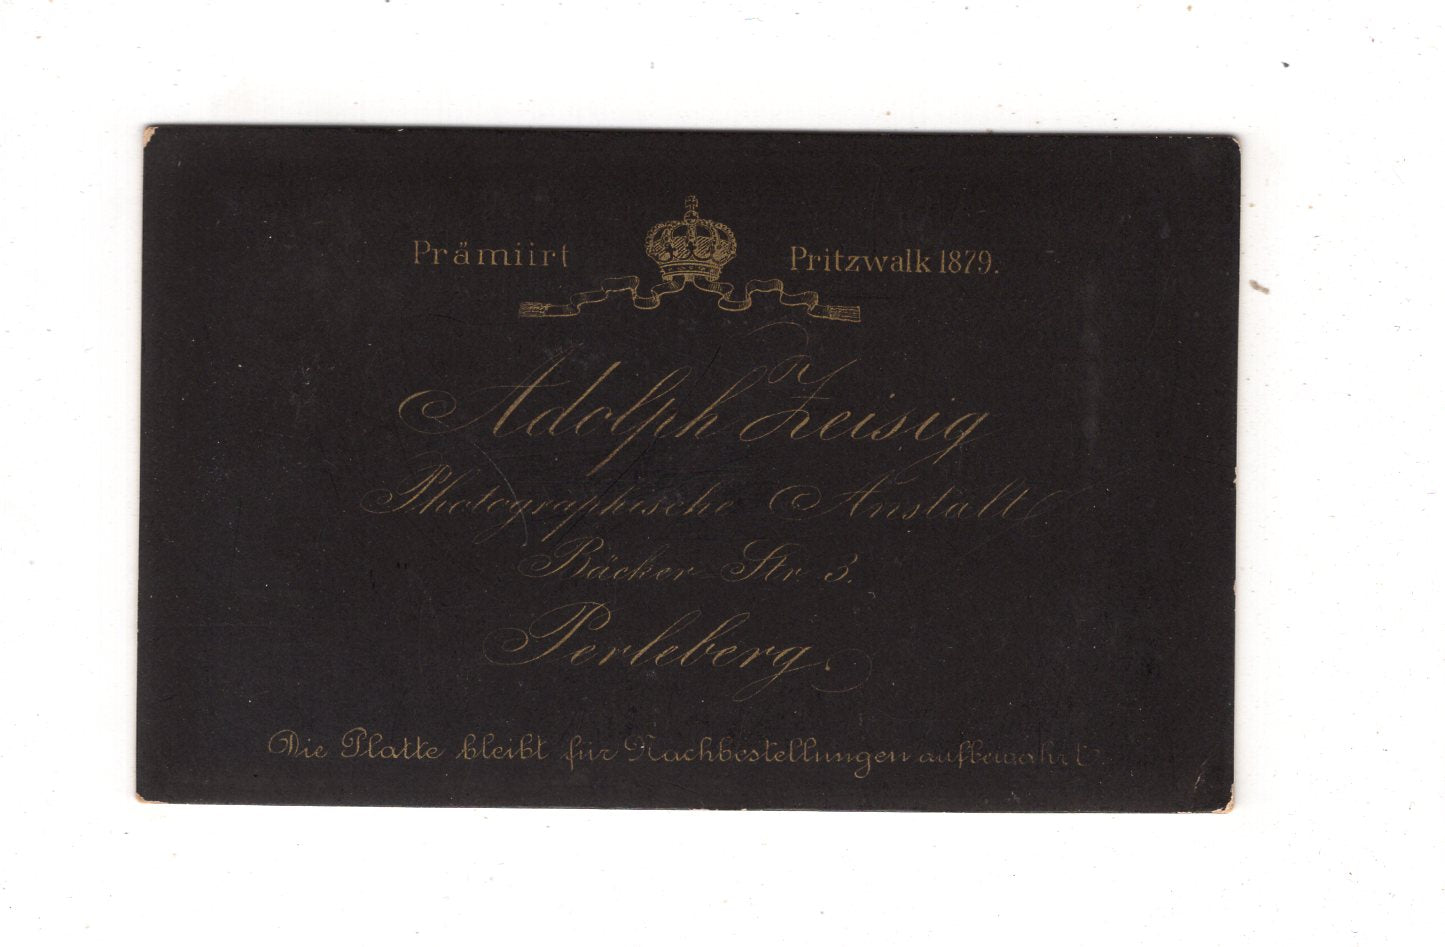 Prämiirt Pritzwalk 1879.
Adolph Zeisig
Photographische Anstalt
Bäcker Str 3.
Perleberg.
Die Platte bleibt für Nachbestellungen aufbewahrt